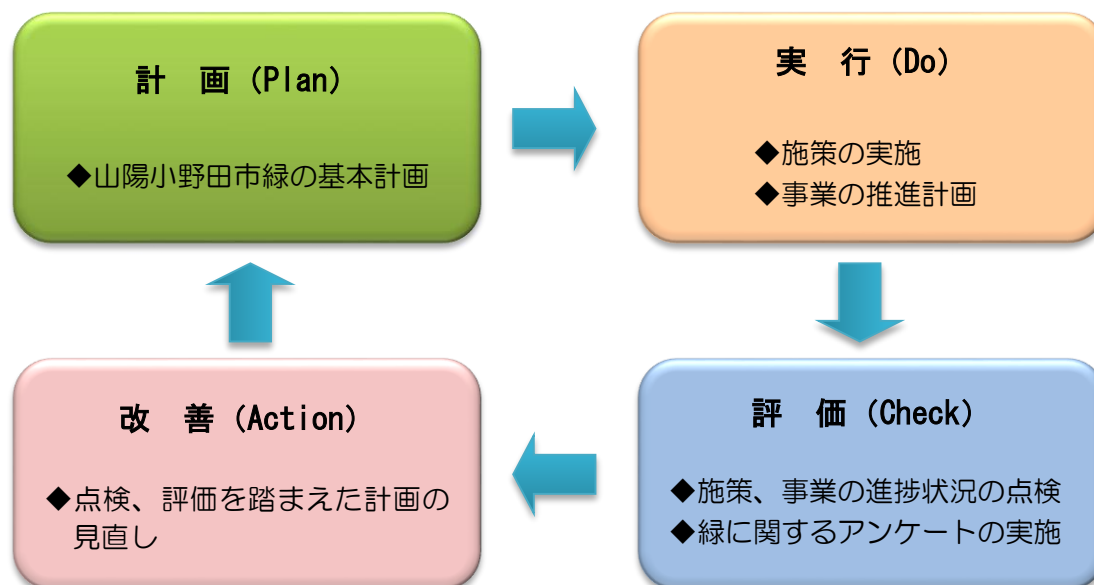 計　画（Plan）
◆山陽小野田市緑の基本計画
実　行（Do）
◆施策の実施
◆事業の推進計画
改　善（Action）
◆点検、評価を踏まえた計画の
見直し
評　価（Check）
◆施策、事業の進捗状況の点検
◆緑に関するアンケートの実施